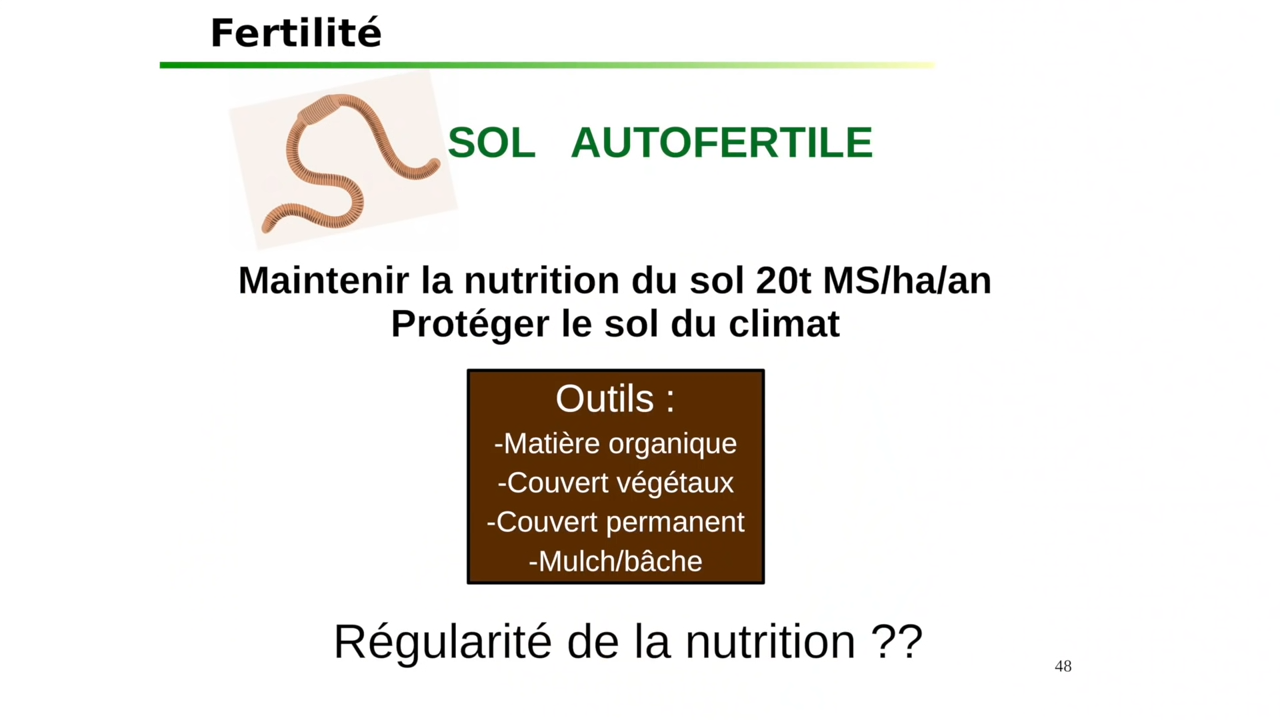 Fertilité
SOL AUTOFERTILE
Maintenir la nutrition du sol 20t MS/ha/an
Protéger le sol du climat
Outils :
-Matière organique
-Couvert végétaux
-Couvert permanent
-Mulch/bâche
Régularité de la nutrition ??
48